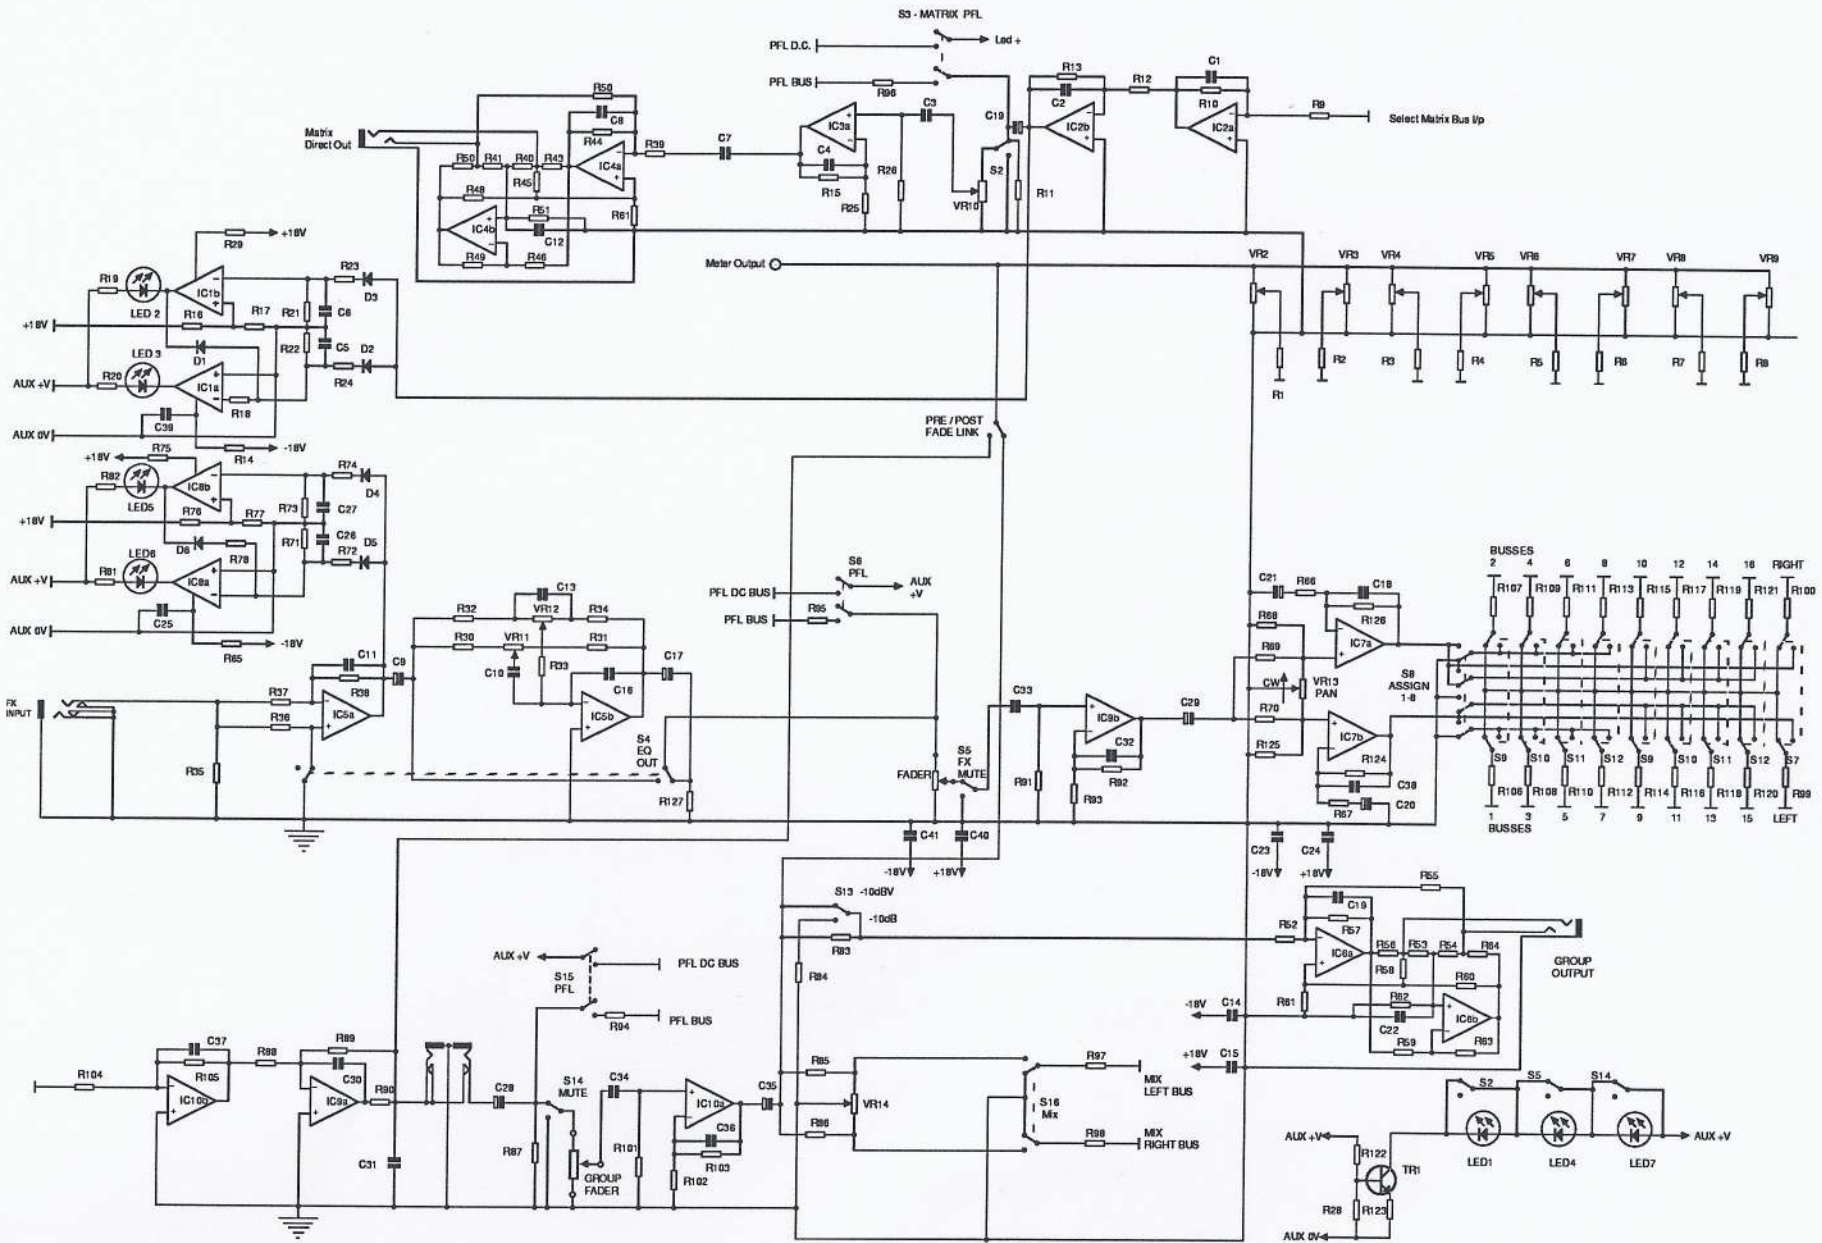 S3 - MATRIX PFL
PFL D.C.
Led +
PFL BUS
R96
R13
C2
R12
C1
R10
R9
Select Matrix Bus I/p
R50
C8
R44
Matrix
Direct Out
R50
R41
R40
R43
R45
R39
C7
IC3a
C3
C19
IC2b
IC2a
IC4a
C4
R15
R26
R25
VR10
S2
R11
R48
R51
R61
IC4b
C12
R49
R46
R29
+18V
Meter Output
VR2
VR3
VR4
VR5
VR6
VR7
VR8
VR9
R19
LED 2
IC1b
R23
D3
R21
C6
R16
R17
+18V
R22
C5
D2
LED 3
D1
R24
AUX +V
R20
IC1a
R18
C39
AUX 0V
R14
-18V
R1
R2
R3
R4
R5
R6
R7
R8
PRE / POST
FADE LINK
+18V
R75
R74
D4
R82
IC8b
LED5
R73
C27
R76
R77
+18V
R71
C26
D5
LED6
D6
R78
R72
AUX +V
R81
IC8a
C25
AUX 0V
R65
-18V
S6
PFL
PFL DC BUS
AUX
+V
PFL BUS
R95
C13
R32
VR12
R34
R30
VR11
R31
C10
R33
C17
C16
IC5b
C11
C9
R38
R37
IC5a
R36
FX
INPUT
R35
S4
EQ
OUT
R127
FADER
S5
FX
MUTE
C33
IC9b
C29
C32
R92
R91
R93
C41
C40
-18V
+18V
C21
R66
C18
R126
R68
IC7a
R69
CW
VR13
PAN
R70
IC7b
R125
R124
C38
R67
C20
C23
C24
-18V
+18V
S8
ASSIGN
1-8
BUSSES
2
4
6
8
10
12
14
16
RIGHT
R107
R109
R111
R113
R115
R117
R119
R121
R100
S9
S10
S11
S12
S9
S10
S11
S12
S7
R106
R108
R110
R112
R114
R116
R118
R120
R99
1
3
5
7
9
11
13
15
LEFT
BUSSES
S13
-10dBV
-10dB
R83
R84
R55
C19
R52
R57
IC6a
R56
R53
R54
R64
R58
GROUP
OUTPUT
R60
R61
R62
C22
IC6b
R59
R63
-18V
C14
+18V
C15
AUX +V
S15
PFL
PFL DC BUS
R94
PFL BUS
C37
R88
R89
R104
R105
C30
IC10b
IC9a
R90
C31
C28
S14
MUTE
C34
R87
GROUP
FADER
R101
IC10a
C36
R103
R102
C35
R85
VR14
R86
S16
Mix
R97
MIX
LEFT BUS
R98
MIX
RIGHT BUS
S2
S5
S14
AUX +V
R122
TR1
LED1
LED4
LED7
AUX +V
R28
R123
AUX 0V